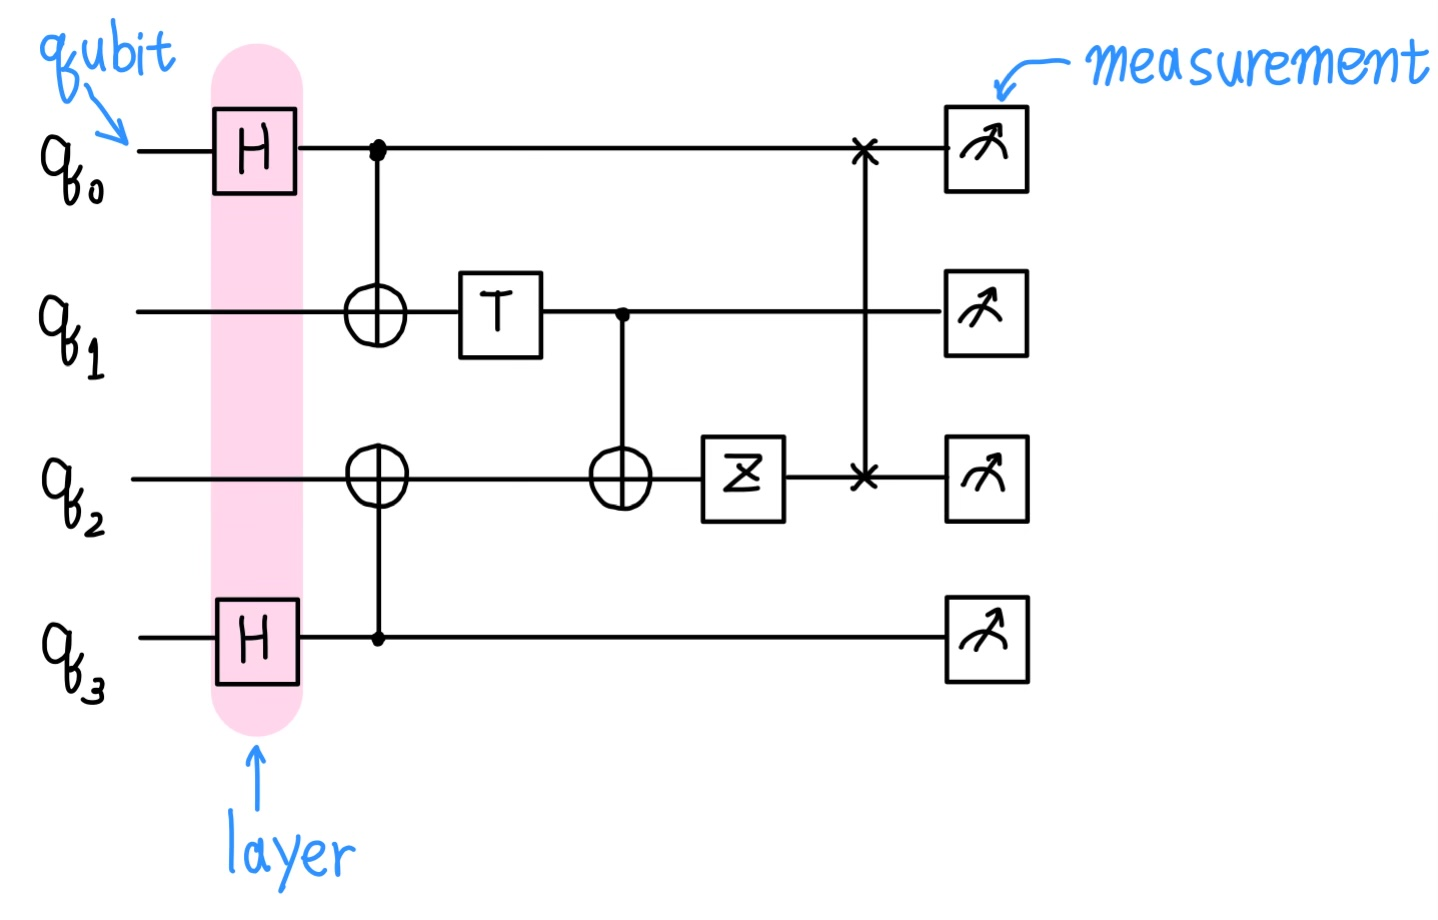 qubit
measurement
q0 H
q1 T
q2 Z
q3 H
layer